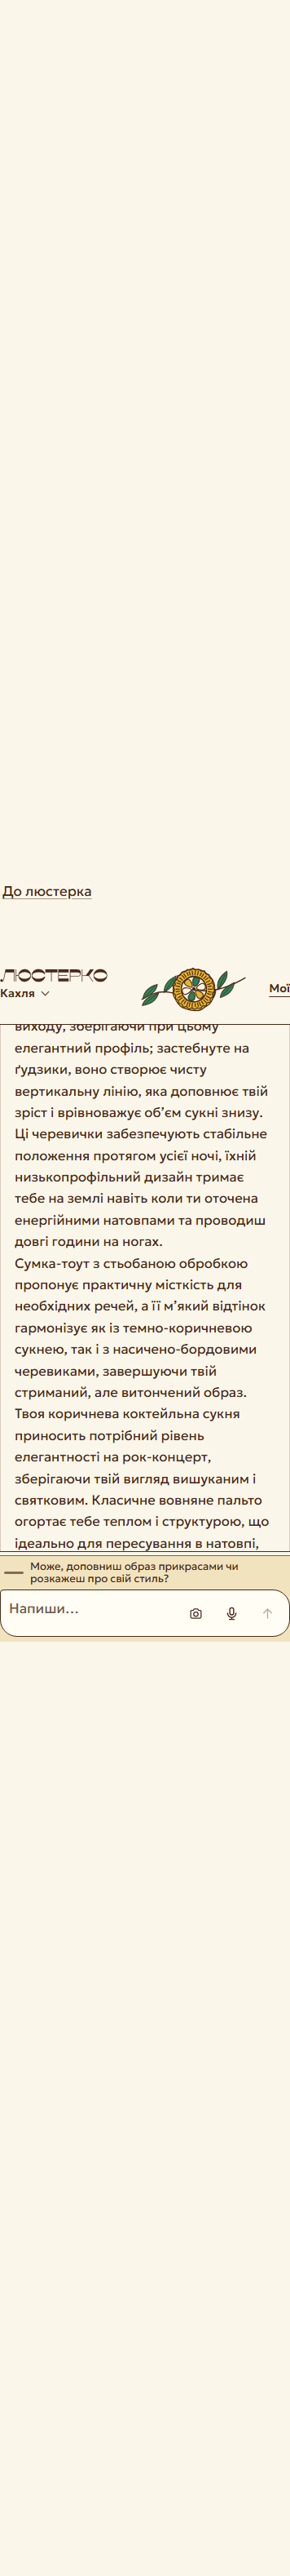 До люстерка
ЛЮСТЕРКО
Кахля
Мої
виходу, зберігаючи при цьому
елегантний профіль; застебнуте на
ґудзики, воно створює чисту
вертикальну лінію, яка доповнює твій
зріст і врівноважує об’єм сукні знизу.
Ці черевички забезпечують стабільне
положення протягом усієї ночі, їхній
низькопрофільний дизайн тримає
тебе на землі навіть коли ти оточена
енергійними натовпами та проводиш
довгі години на ногах.
Сумка-тоут з стьобаною обробкою
пропонує практичну місткість для
необхідних речей, а її м’який відтінок
гармонізує як із темно-коричневою
сукнею, так і з насичено-бордовими
черевиками, завершуючи твій
стриманий, але витончений образ.
Твоя коричнева коктейльна сукня
приносить потрібний рівень
елегантності на рок-концерт,
зберігаючи твій вигляд вишуканим і
святковим. Класичне вовняне пальто
огортає тебе теплом і структурою, що
ідеально для пересування в натовпі,
Може, доповниш образ прикрасами чи
розкажеш про свій стиль?
Напиши...